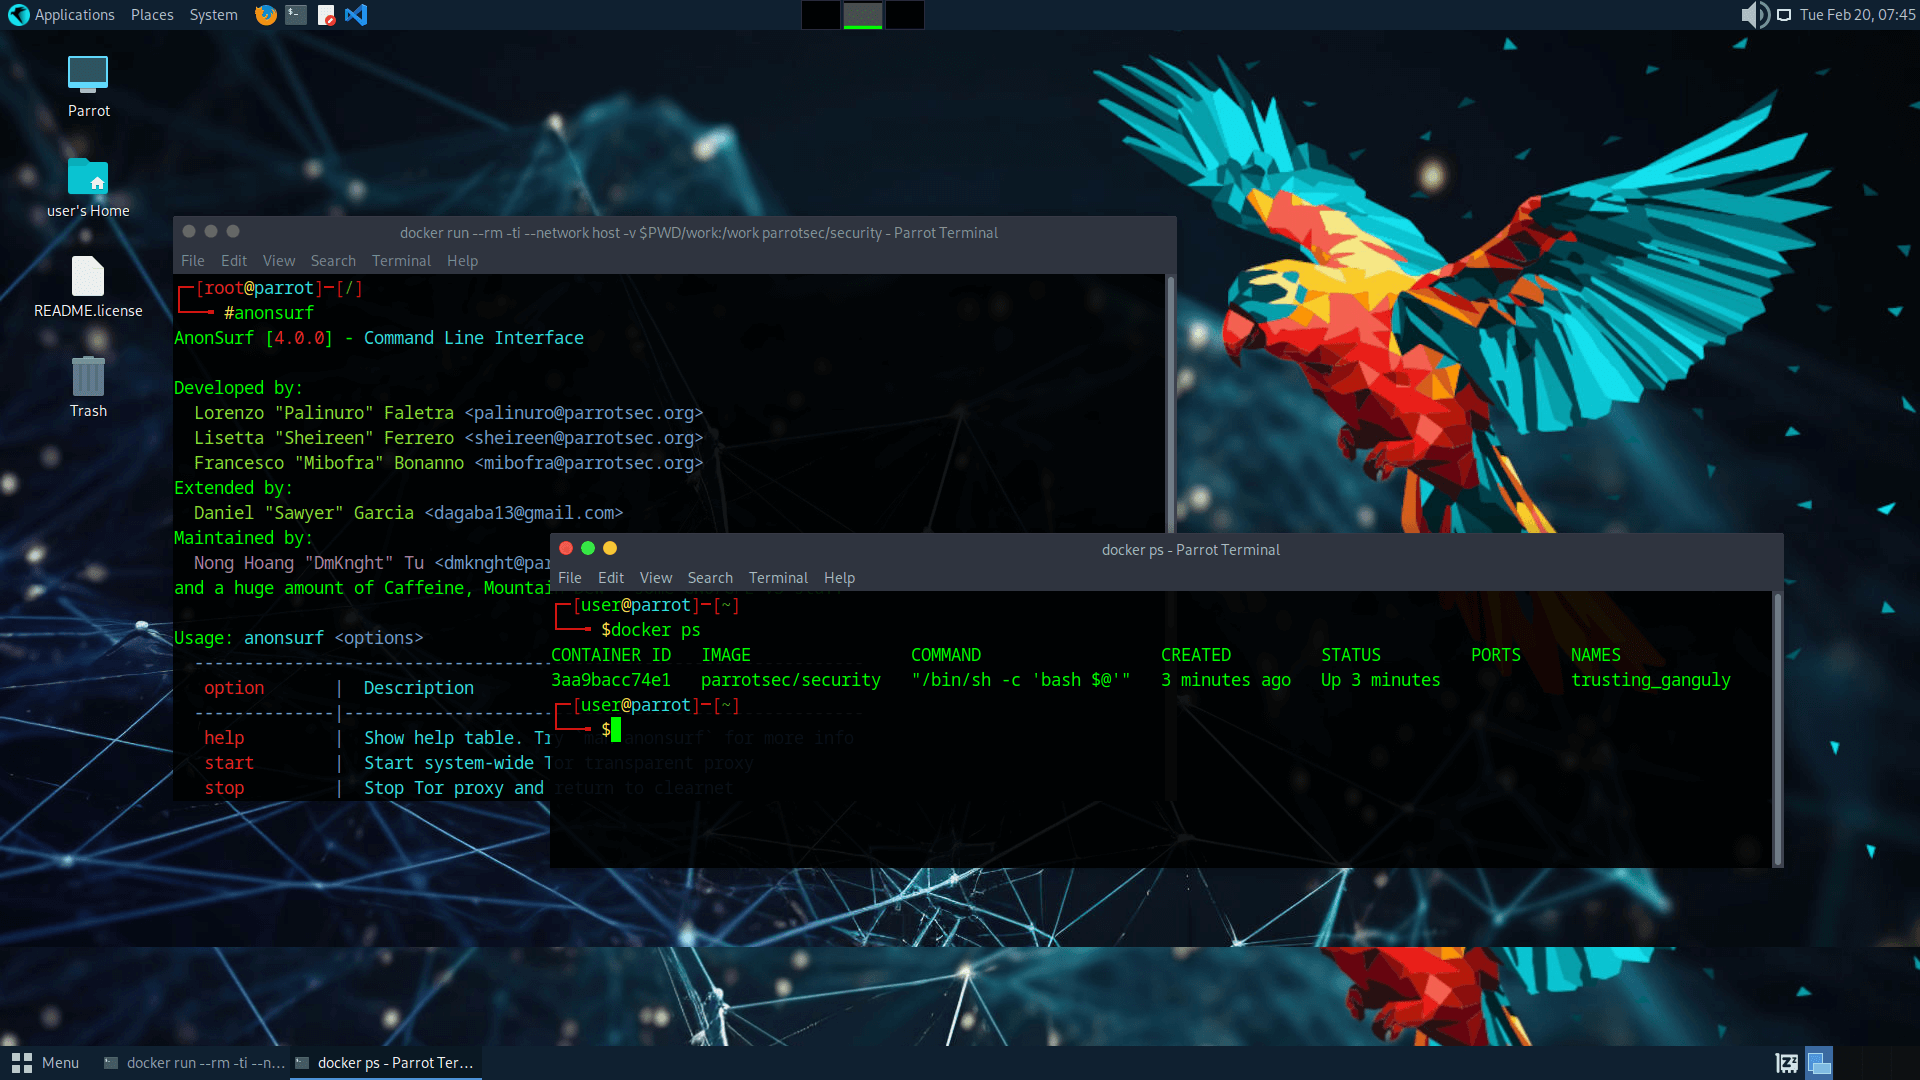 Applications Places System Tue Feb 20, 07:45
Parrot
user's Home
README.license
Trash
docker run --rm -ti --network host -v $PWD/work:/work parrotsec/security - Parrot Terminal
File Edit View Search Terminal Help
[root@parrot]─[/]
#anonsurf
AnonSurf [4.0.0] - Command Line Interface
Developed by:
Lorenzo "Palinuro" Faletra <palinuro@parrotsec.org>
Lisetta "Sheireen" Ferrero <sheireen@parrotsec.org>
Francesco "Mibofra" Bonanno <mibofra@parrotsec.org>
Extended by:
Daniel "Sawyer" Garcia <dagaba13@gmail.com>
Maintained by:
Nong Hoang "DmKnght" Tu <dmknght@par
and a huge amount of Caffeine, Mountai
Usage: anonsurf <options>
option | Description
help | Show help table. Try `man anonsurf` for more info
start | Start system-wide Tor transparent proxy
stop | Stop Tor proxy and return to clearnet
docker ps - Parrot Terminal
File Edit View Search Terminal Help
[user@parrot]─[~]
$docker ps
CONTAINER ID IMAGE COMMAND CREATED STATUS PORTS NAMES
3aa9bacc74e1 parrotsec/security "/bin/sh -c 'bash $@'" 3 minutes ago Up 3 minutes trusting_ganguly
[user@parrot]─[~]
$
Menu docker run --rm -ti --n... docker ps - Parrot Ter...